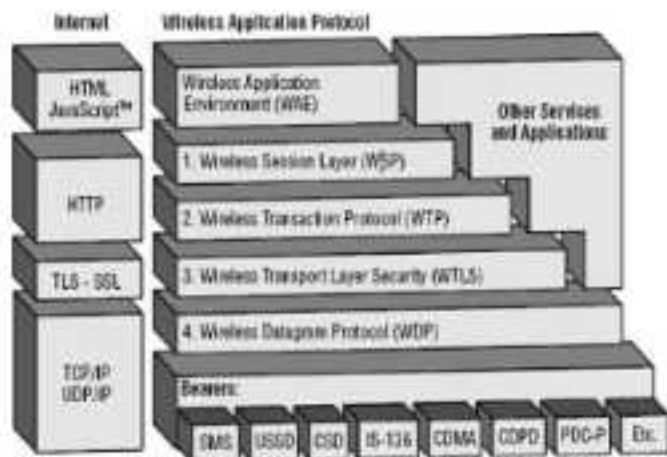 Internet
Wireless Application Protocol
HTML
JavaScript™
HTTP
TLS - SSL
TCP/IP
UDP/IP
Wireless Application
Environment (WAE)
1. Wireless Session Layer (WSP)
2. Wireless Transaction Protocol (WTP)
3. Wireless Transport Layer Security (WTLS)
4. Wireless Datagram Protocol (WDP)
Other Services
and Applications
Bearers:
SMS
USSD
CSD
IS-136
CDMA
CDPD
PDC-P
Etc.